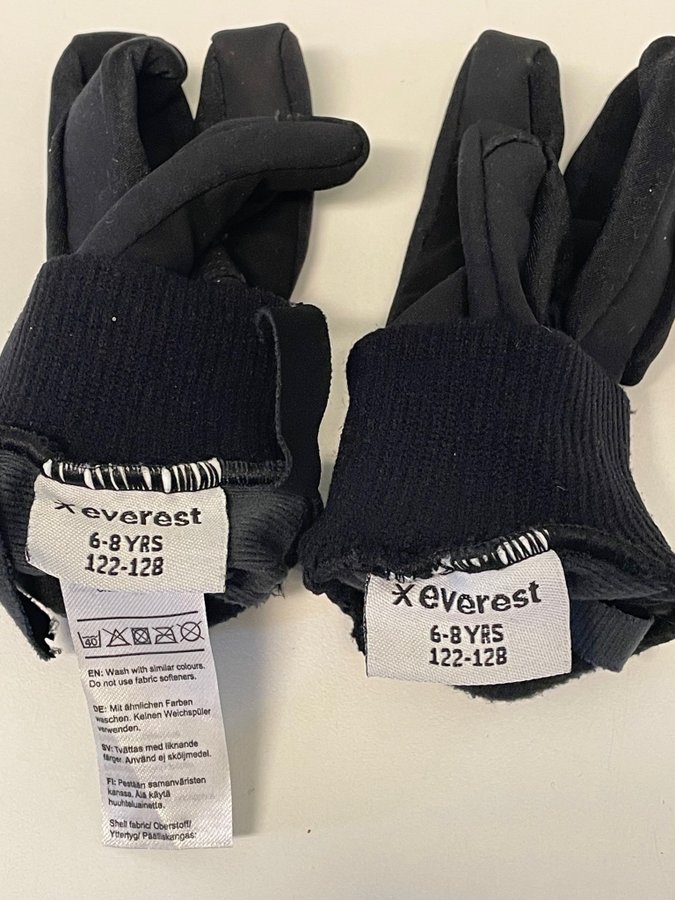 everest
6-8 YRS
122-128
40
EN: Wash with similar colours.
Do not use fabric softeners.
DE: Mit ähnlichen Farben
waschen. Keinen Weichspüler
verwenden.
SV: Tvättas med liknande
färger. Använd ej sköljmedel.
FI: Pestään samanväristen
kanssa. Älä käytä
huuhteluainetta.
Shell fabric/ Oberstoff/
Yttertyg/ Päälliskangas:
everest
6-8 YRS
122-128